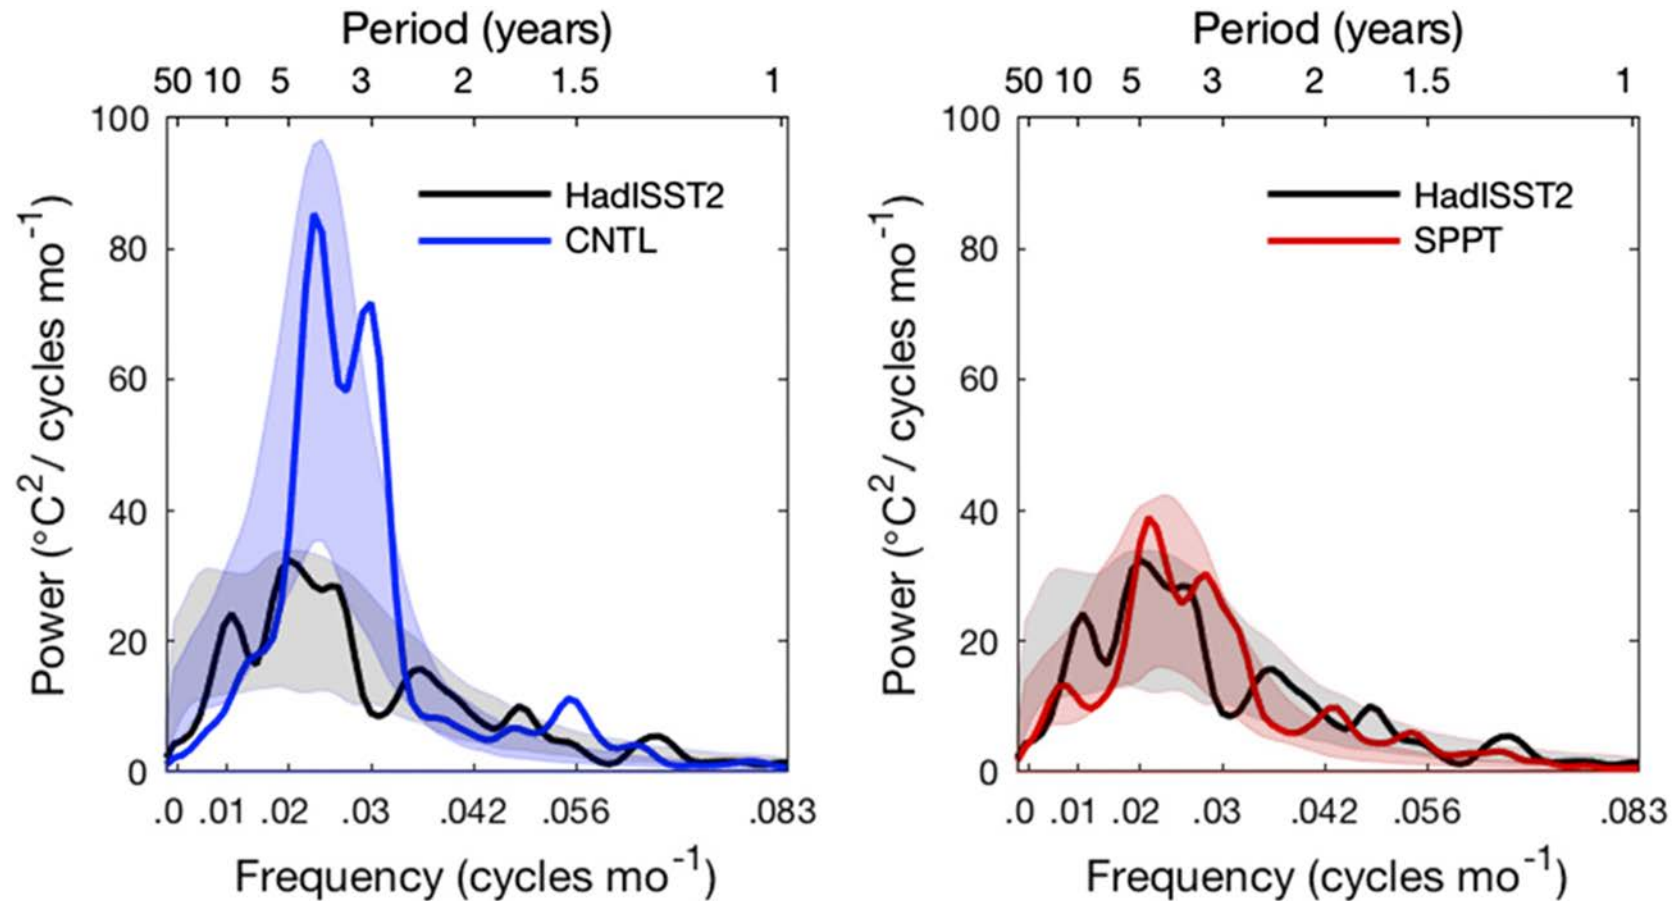 Period (years)
50 10 5 3 2 1.5 1
100
80
60
40
20
0
Power (°C2/ cycles mo-1)
HadISST2
CNTL
.0 .01 .02 .03 .042 .056 .083
Frequency (cycles mo-1)
Period (years)
50 10 5 3 2 1.5 1
100
80
60
40
20
0
Power (°C2/ cycles mo-1)
HadISST2
SPPT
.0 .01 .02 .03 .042 .056 .083
Frequency (cycles mo-1)